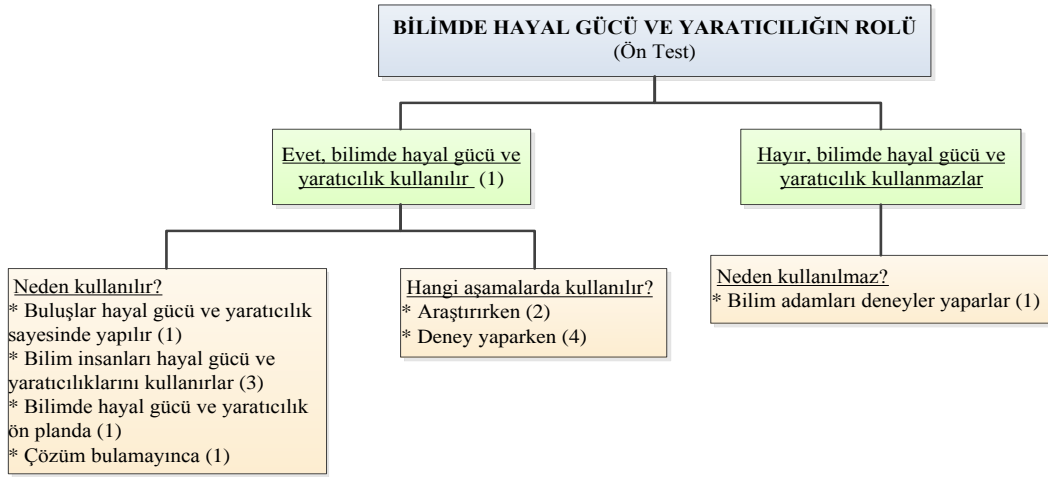 BİLİMDE HAYAL GÜCÜ VE YARATICILIĞIN ROLÜ
(Ön Test)
Evet, bilimde hayal gücü ve
yaratıcılık kullanılır (1)
Hayır, bilimde hayal gücü ve
yaratıcılık kullanmazlar
Neden kullanılır?
* Buluşlar hayal gücü ve yaratıcılık
sayesinde yapılır (1)
* Bilim insanları hayal gücü ve
yaratıcılıklarını kullanırlar (3)
* Bilimde hayal gücü ve yaratıcılık
ön planda (1)
* Çözüm bulamayınca (1)
Hangi aşamalarda kullanılır?
* Araştırırken (2)
* Deney yaparken (4)
Neden kullanılmaz?
* Bilim adamları deneyler yaparlar (1)